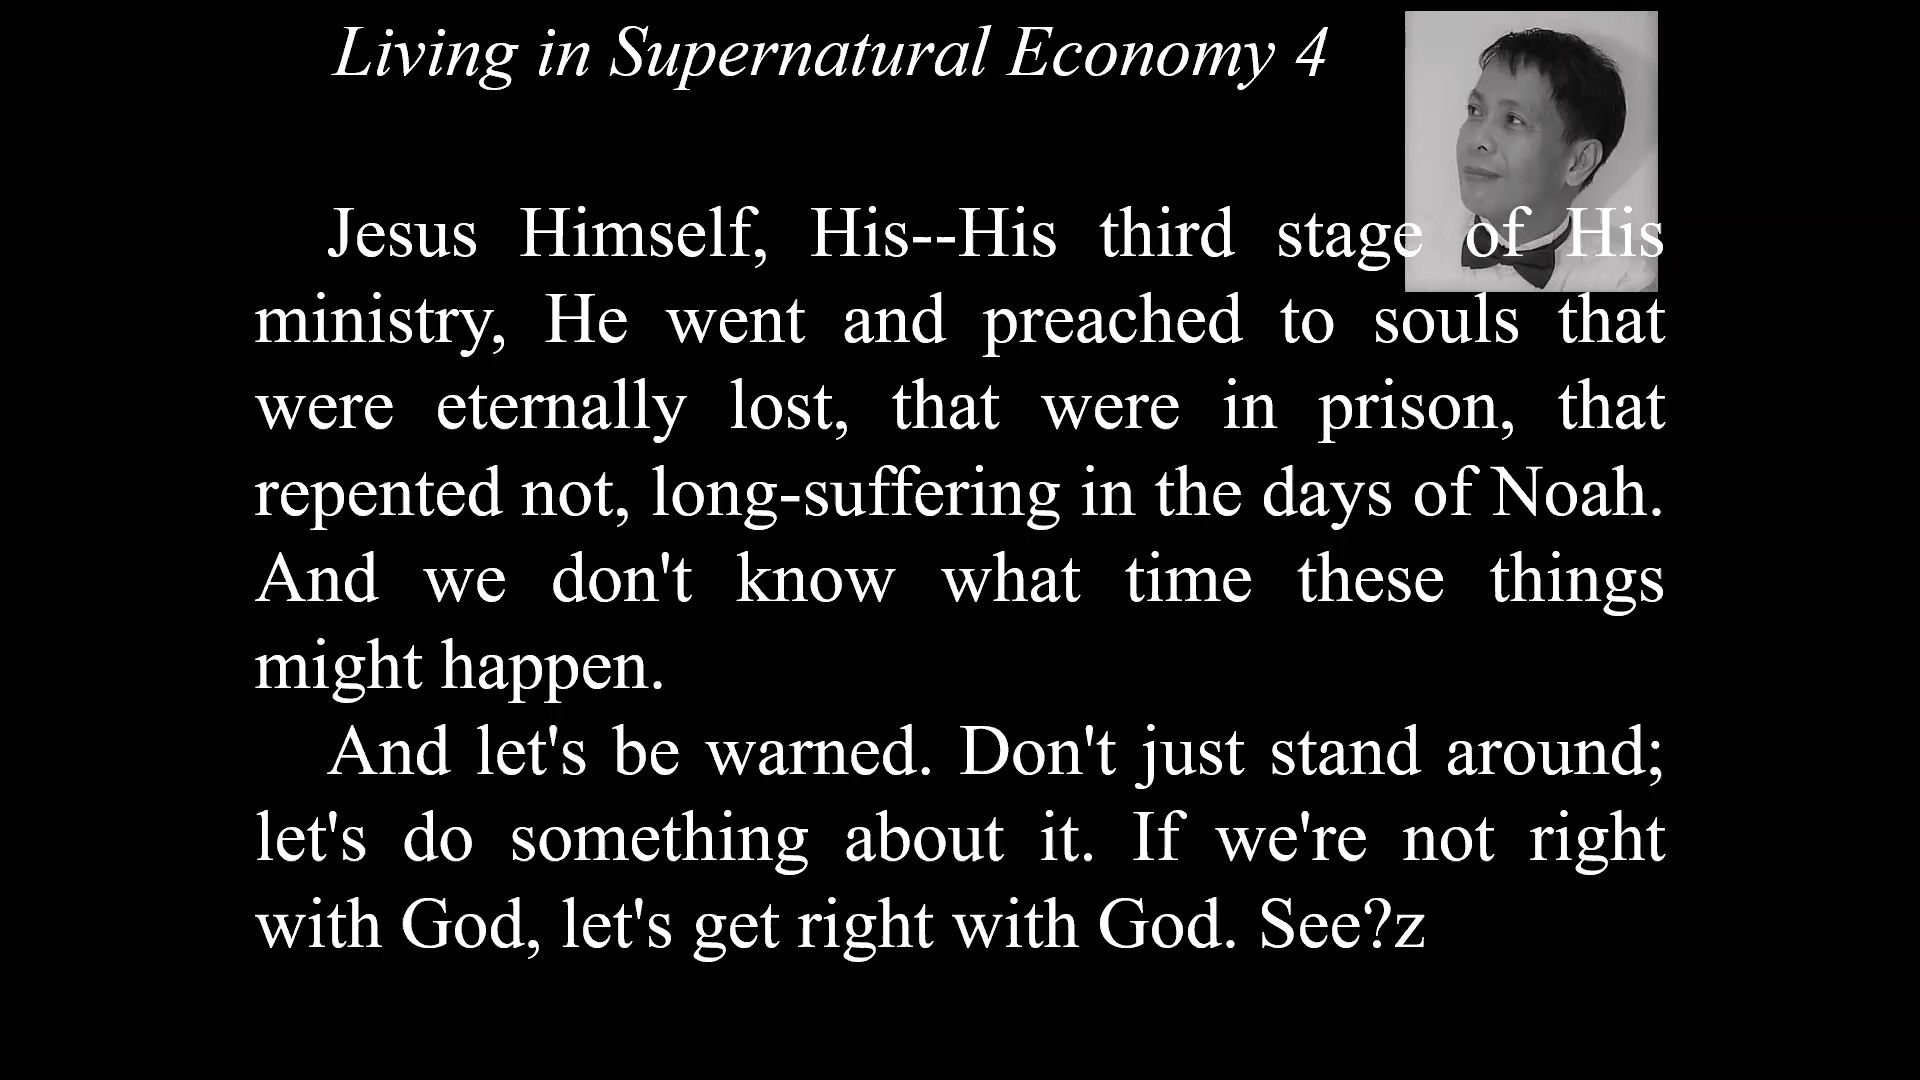 Living in Supernatural Economy 4
Jesus Himself, His--His third stage of His
ministry, He went and preached to souls that
were eternally lost, that were in prison, that
repented not, long-suffering in the days of Noah.
And we don't know what time these things
might happen.
And let's be warned. Don't just stand around;
let's do something about it. If we're not right
with God, let's get right with God. See?z